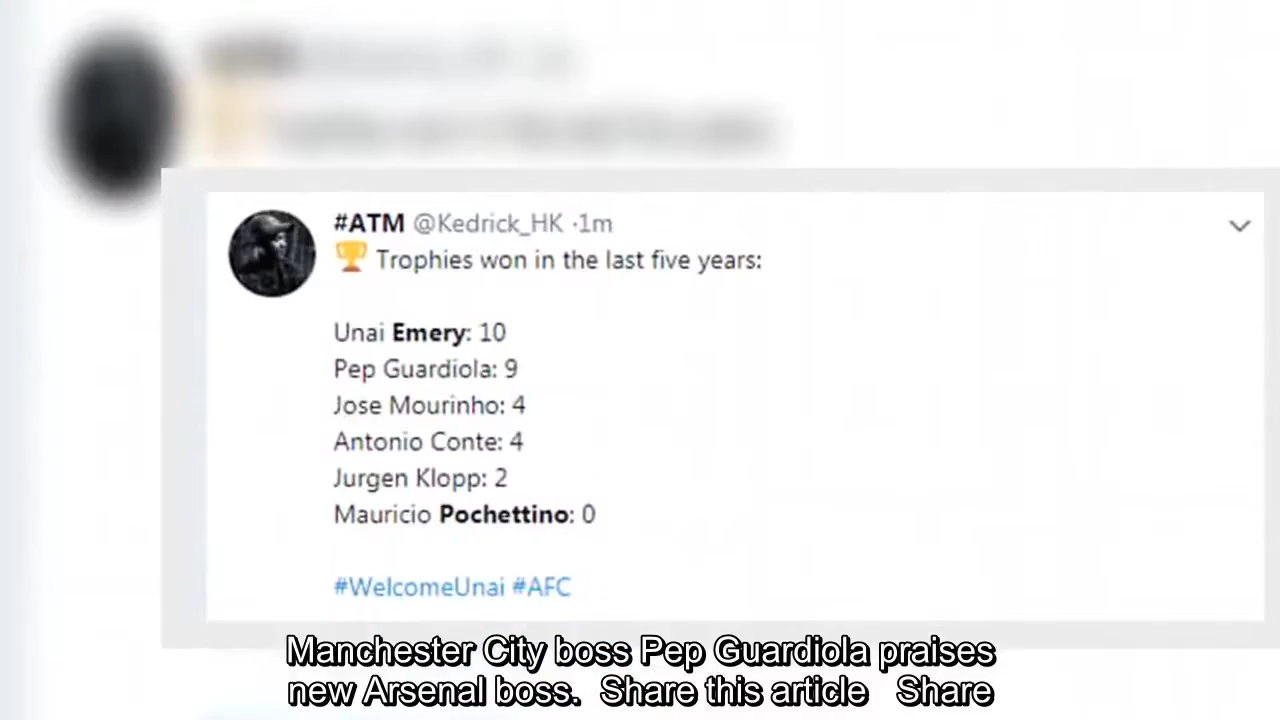 #ATM @Kedrick_HK ·1m
🏆 Trophies won in the last five years:
Unai Emery: 10
Pep Guardiola: 9
Jose Mourinho: 4
Antonio Conte: 4
Jurgen Klopp: 2
Mauricio Pochettino: 0
#WelcomeUnai #AFC
Manchester City boss Pep Guardiola praises
new Arsenal boss. Share this article Share